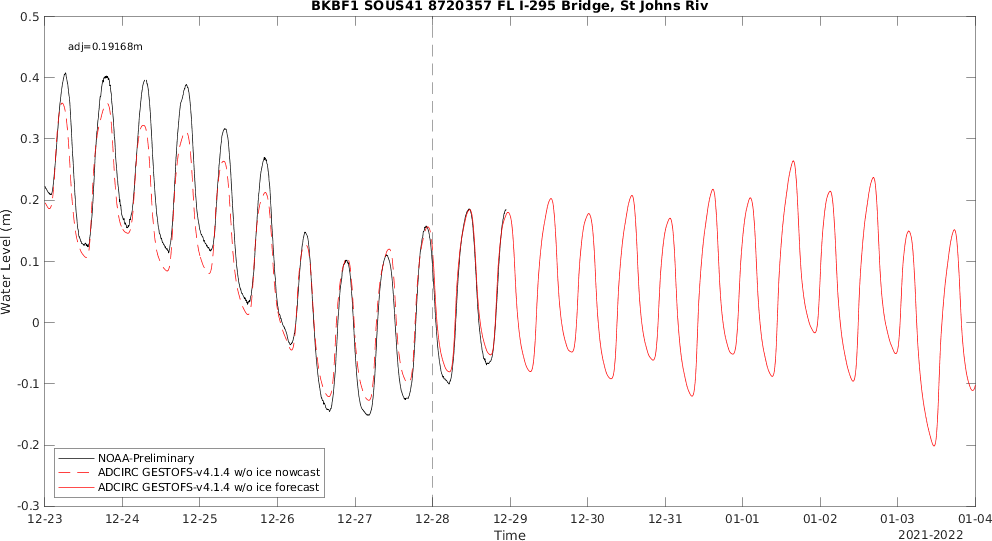 BKBF1 SOUS41 8720357 FL I-295 Bridge, St Johns Riv
adj=0.19168m
0.5
0.4
0.3
0.2
0.1
0
-0.1
-0.2
-0.3
Water Level (m)
NOAA-Preliminary
ADCIRC GESTOFS-v4.1.4 w/o ice nowcast
ADCIRC GESTOFS-v4.1.4 w/o ice forecast
12-23 12-24 12-25 12-26 12-27 12-28 12-29 12-30 12-31 01-01 01-02 01-03 01-04
Time
2021-2022